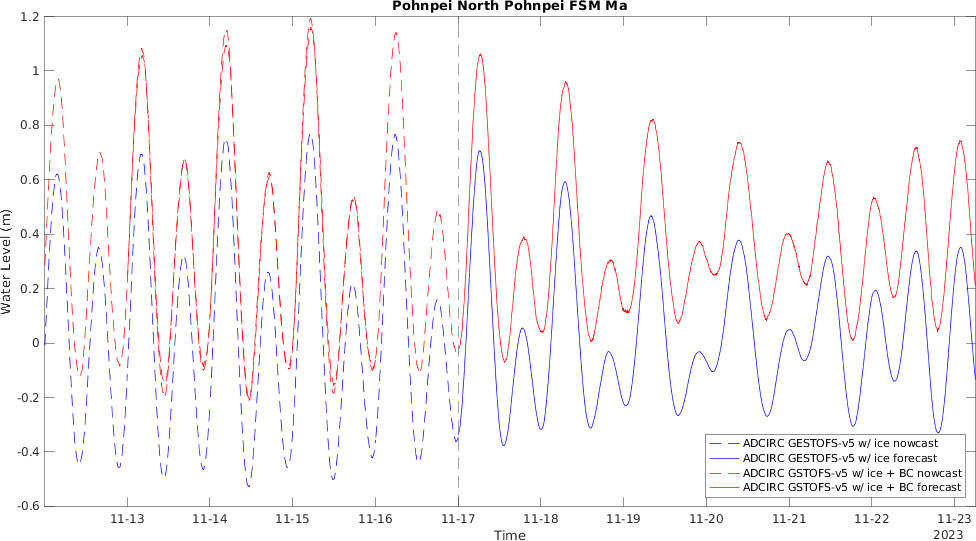 Pohnpei North Pohnpei FSM Ma
1.2
1
0.8
0.6
0.4
0.2
0
-0.2
-0.4
-0.6
Water Level (m)
ADCIRC GESTOFS-v5 w/ ice nowcast
ADCIRC GESTOFS-v5 w/ ice forecast
ADCIRC GSTOFS-v5 w/ ice + BC nowcast
ADCIRC GSTOFS-v5 w/ ice + BC forecast
11-13 11-14 11-15 11-16 11-17 11-18 11-19 11-20 11-21 11-22 11-23
Time 2023